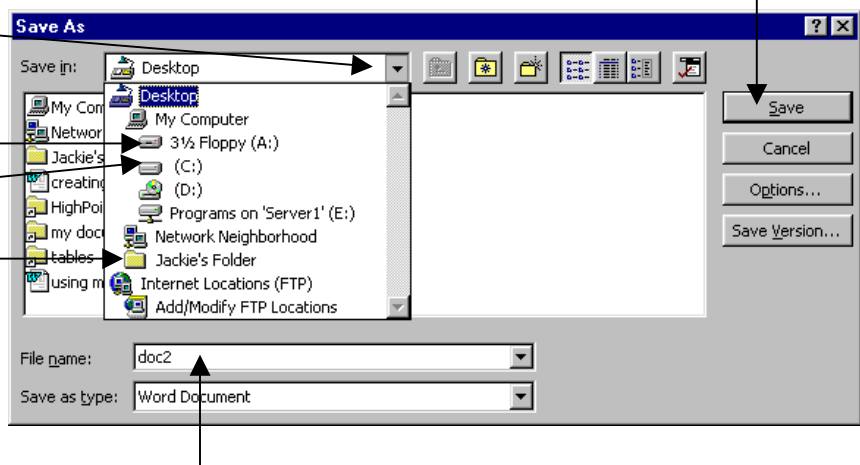 Save As
Save in: Desktop
Desktop
My Computer
3½ Floppy (A:)
(C:)
(D:)
Programs on 'Server1' (E:)
Network Neighborhood
Jackie's Folder
Internet Locations (FTP)
Add/Modify FTP Locations
My Com
Networ
Jackie's
creating
HighPoi
my doc
tables
using m
Save
Cancel
Options...
Save Version...
File name: doc2
Save as type: Word Document